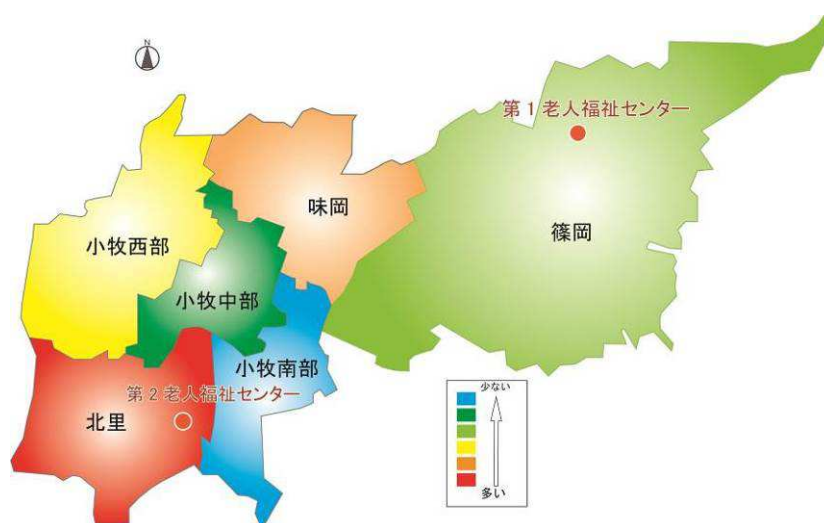 N
第1老人福祉センター
味岡
篠岡
小牧西部
小牧中部
小牧南部
第2老人福祉センター
北里
少ない
多い